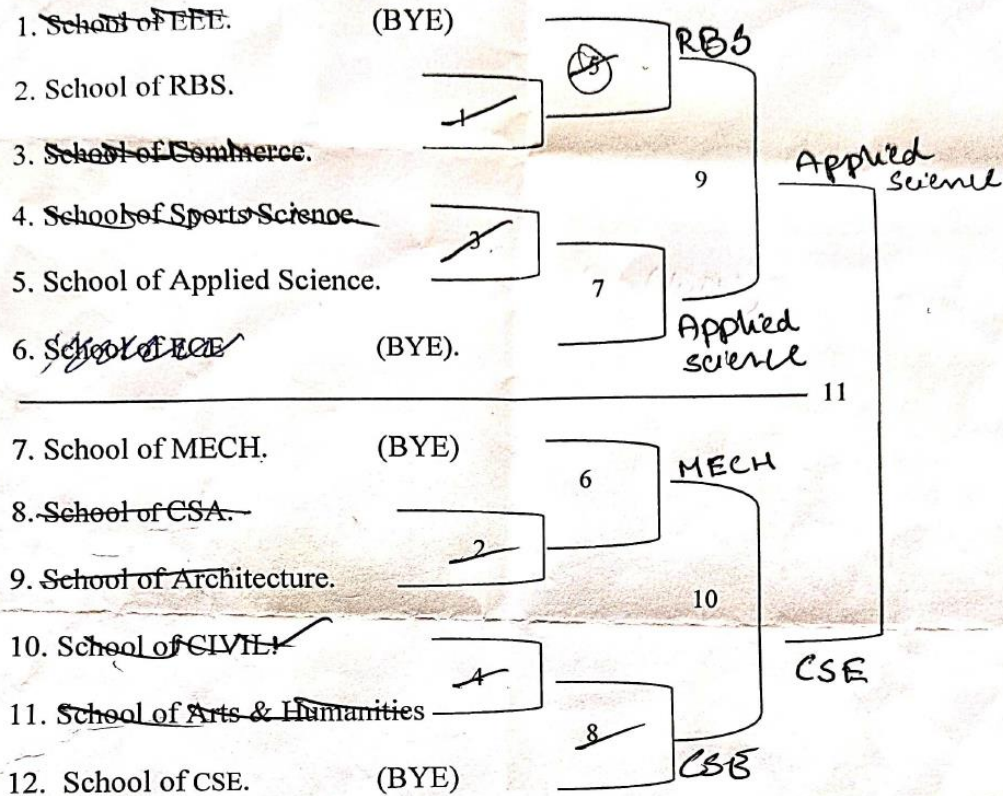 1. School of EEE. (BYE)
RBS
5
2. School of RBS.
1
3. School of Commerce.
Applied
Science
9
4. School of Sports Science.
3.
5. School of Applied Science.
7
Applied
science
6. School of ECE (BYE).
11
7. School of MECH. (BYE)
MECH
6
8. School of CSA.
2
9. School of Architecture.
10
10. School of CIVIL.
4
CSE
11. School of Arts & Humanities
8
CSE
12. School of CSE. (BYE)